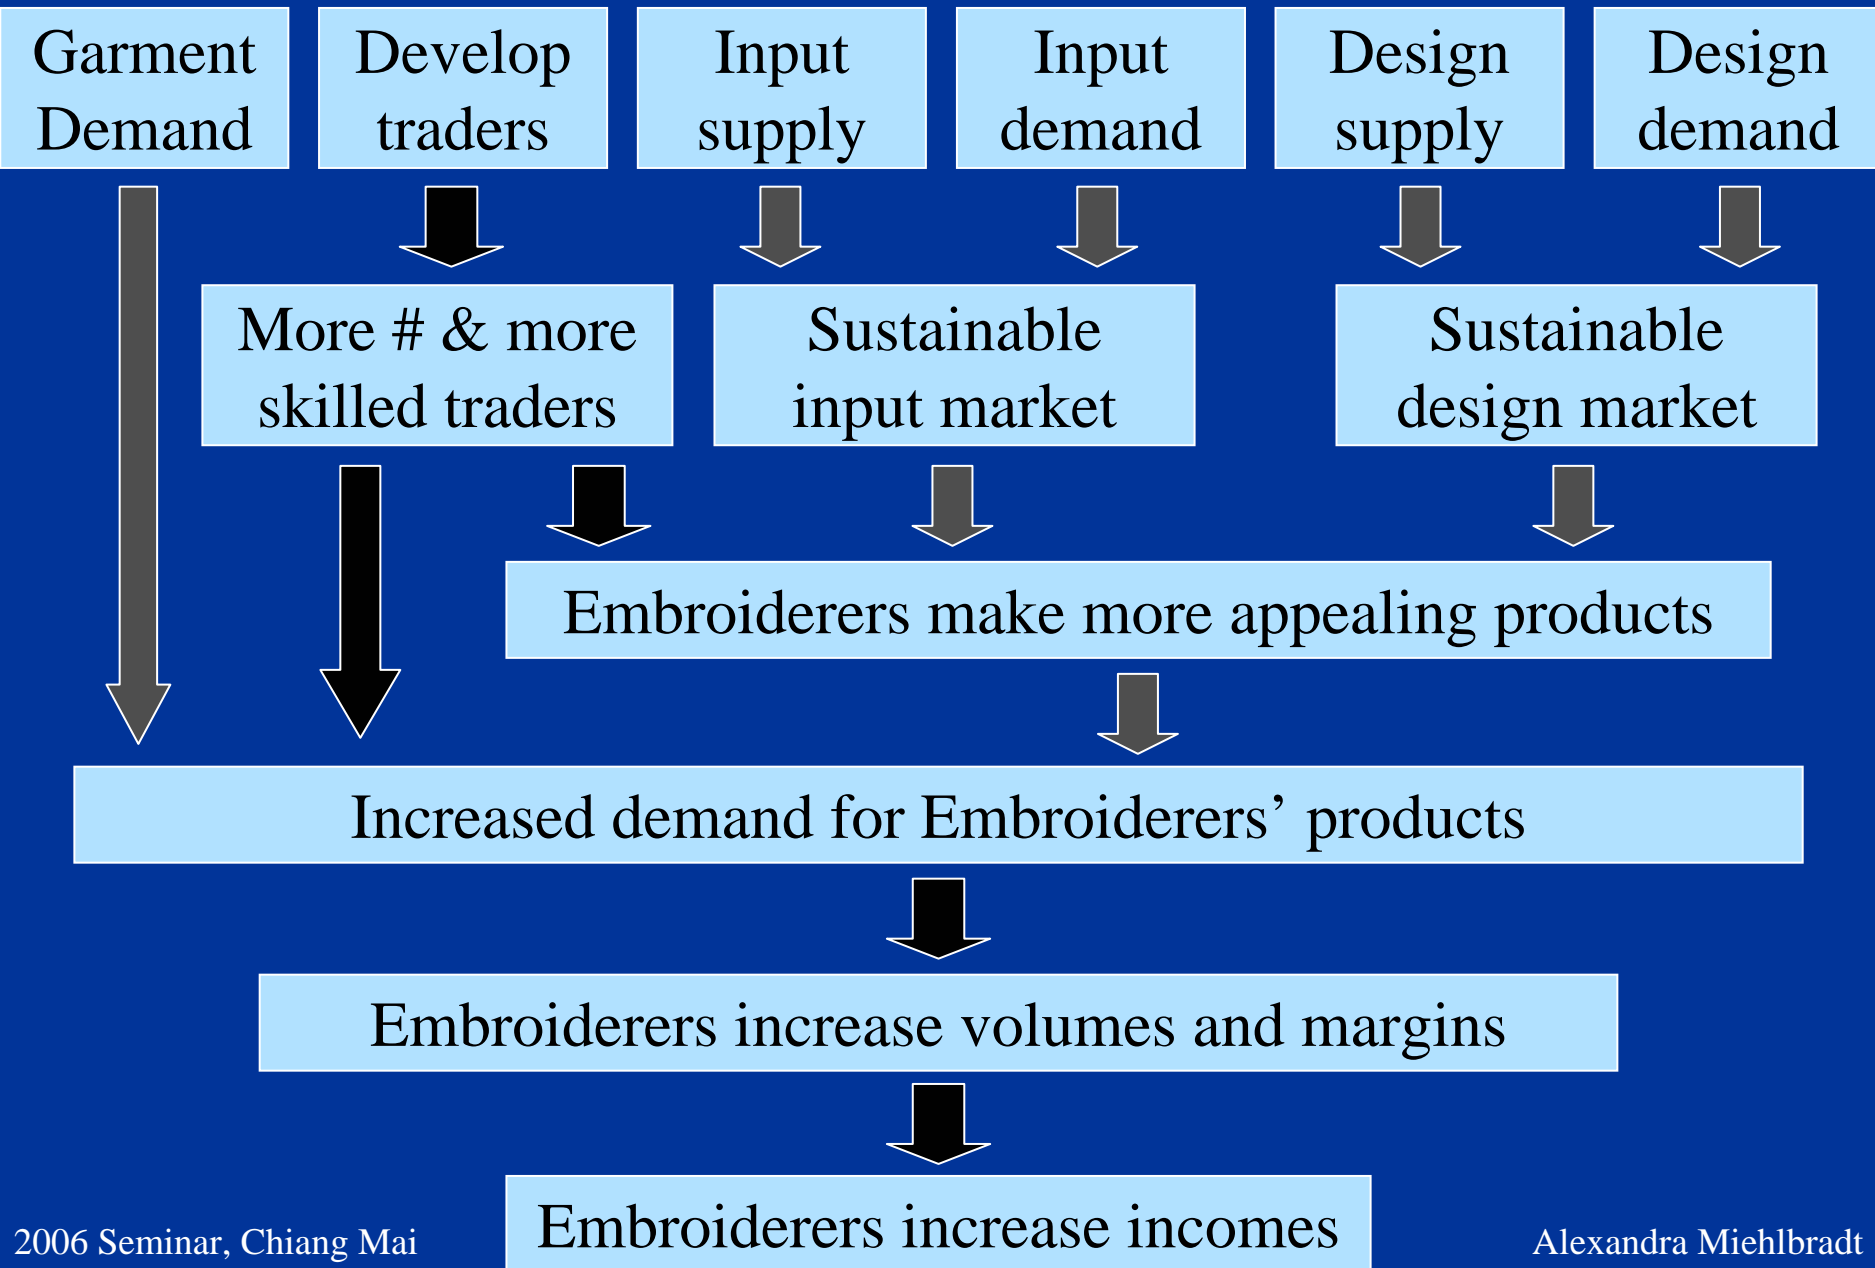 Garment
Demand
Develop
traders
Input
supply
Input
demand
Design
supply
Design
demand
More # & more
skilled traders
Sustainable
input market
Sustainable
design market
Embroiderers make more appealing products
Increased demand for Embroiderers’ products
Embroiderers increase volumes and margins
Embroiderers increase incomes
2006 Seminar, Chiang Mai
Alexandra Miehlbradt